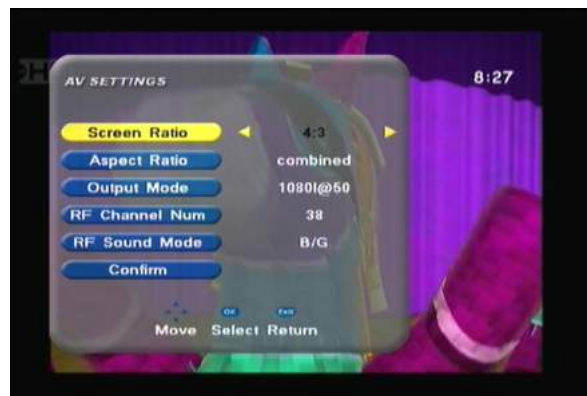 AV SETTINGS
8:27
Screen Ratio 4:3
Aspect Ratio combined
Output Mode 1080I@50
RF Channel Num 38
RF Sound Mode B/G
Confirm
OK Exit
Move Select Return